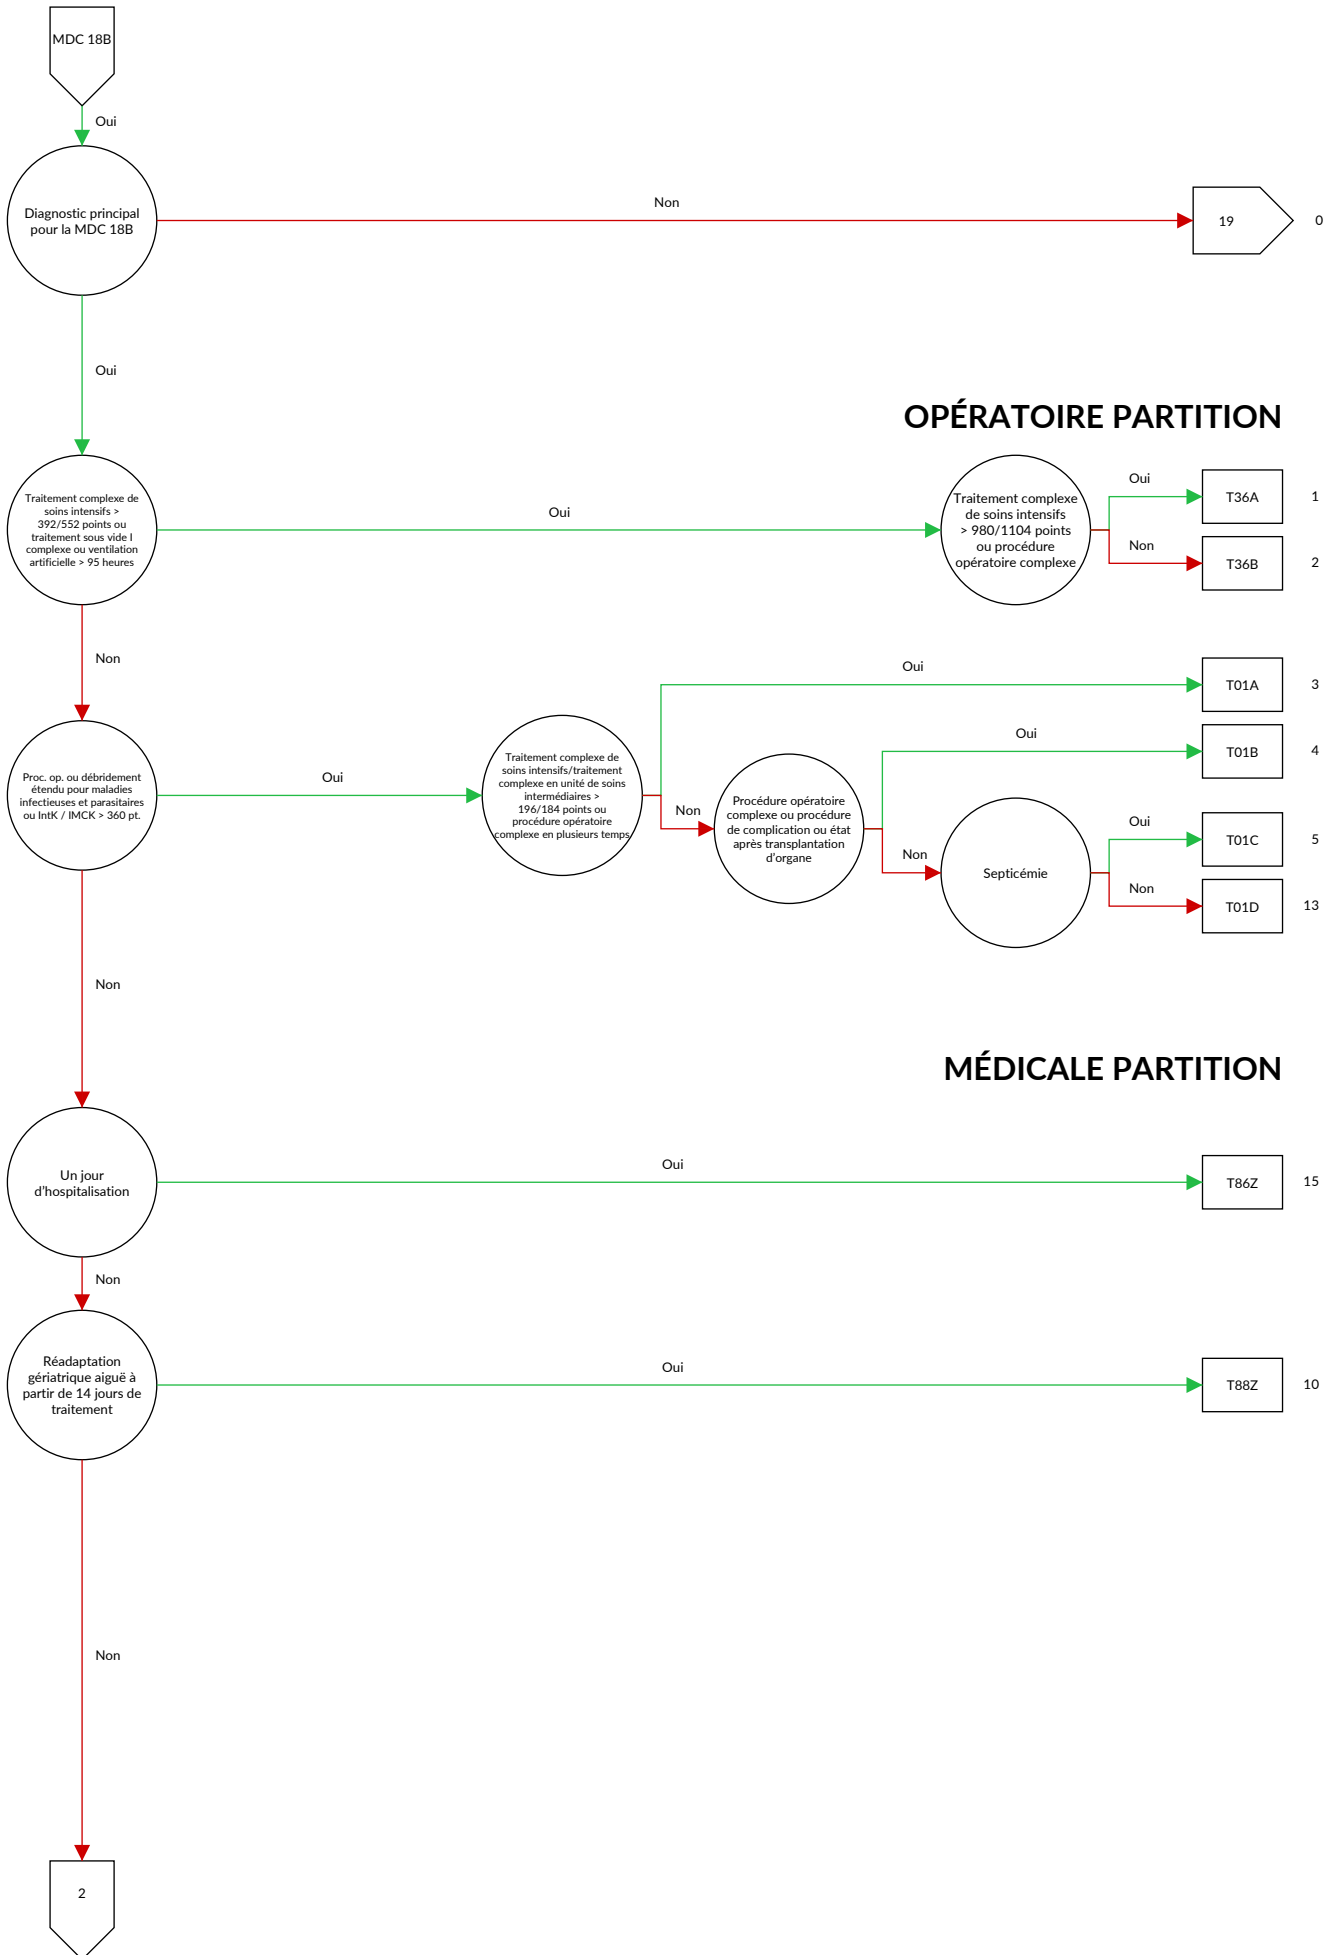 MDC 18B
Oui
Diagnostic principal
pour la MDC 18B
Non
19
0
Oui
OPÉRATOIRE PARTITION
Traitement complexe de
soins intensifs >
392/552 points ou
traitement sous vide I
complexe ou ventilation
artificielle > 95 heures
Oui
Traitement complexe
de soins intensifs
> 980/1104 points
ou procédure
opératoire complexe
Oui
T36A
1
Non
T36B
2
Non
Proc. op. ou débridement
étendu pour maladies
infectieuses et parasitaires
ou IntK / IMCK > 360 pt.
Oui
Traitement complexe de
soins intensifs/traitement
complexe en unité de soins
intermédiaires >
196/184 points ou
procédure opératoire
complexe en plusieurs temps
Oui
T01A
3
Non
Procédure opératoire
complexe ou procédure
de complication ou état
après transplantation
d'organe
Oui
T01B
4
Non
Septicémie
Oui
T01C
5
Non
T01D
13
Non
MÉDICALE PARTITION
Un jour
d'hospitalisation
Oui
T86Z
15
Non
Réadaptation
gériatrique aiguë à
partir de 14 jours de
traitement
Oui
T88Z
10
Non
2